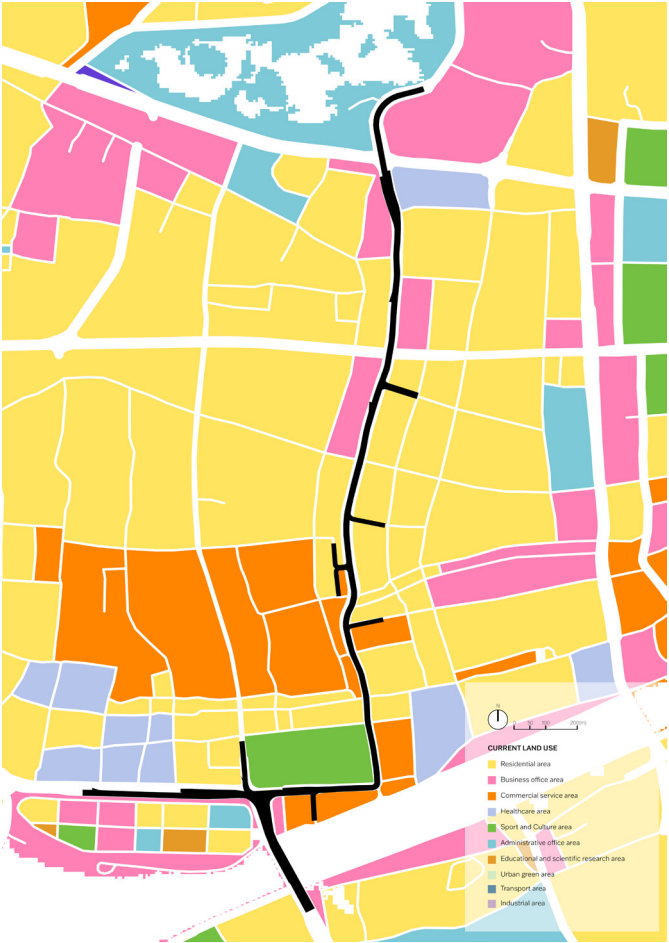 N
0 50 100 200m
CURRENT LAND USE
Residential area
Business office area
Commercial service area
Healthcare area
Sport and Culture area
Administrative office area
Educational and scientific research area
Urban green area
Transport area
Industrial area